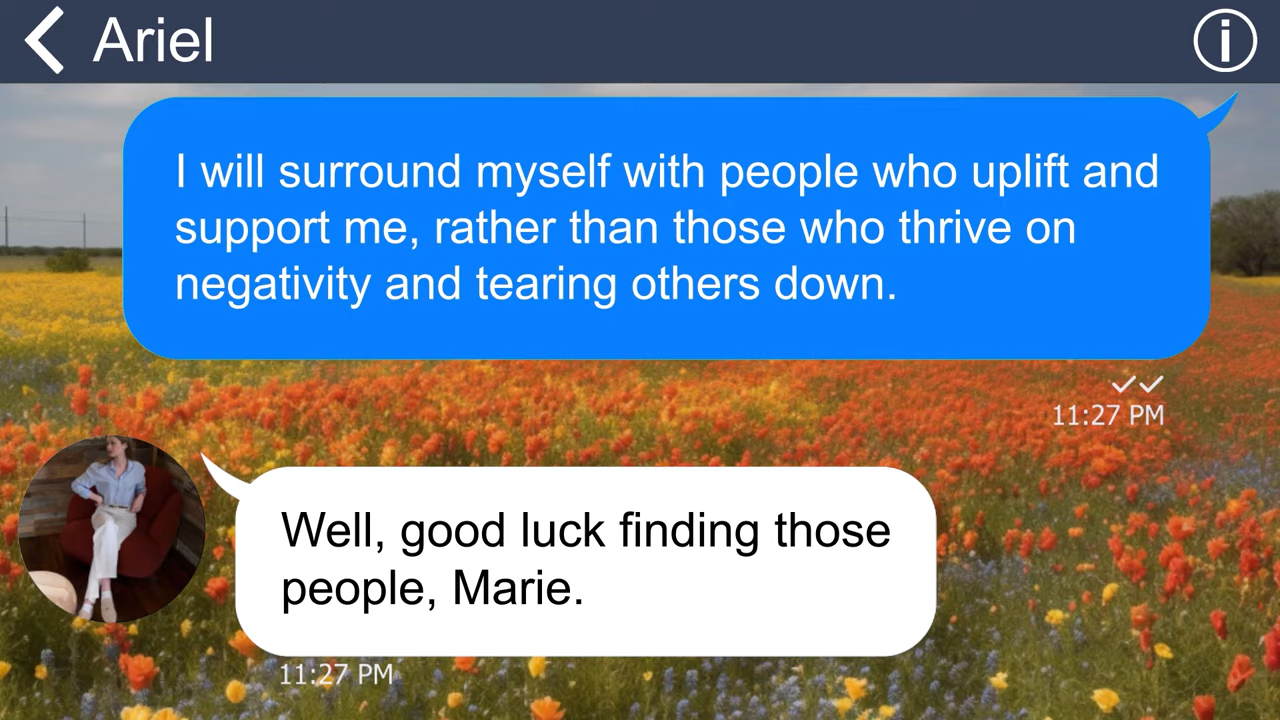 Ariel
I will surround myself with people who uplift and
support me, rather than those who thrive on
negativity and tearing others down.
11:27 PM
Well, good luck finding those
people, Marie.
11:27 PM